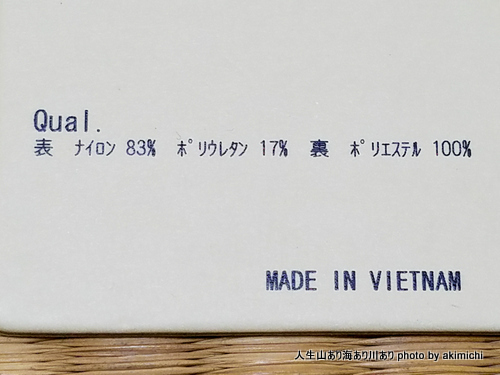 Qual.
表 ﾅｲﾛﾝ 83% ﾎﾟﾘｳﾚﾀﾝ 17% 裏 ﾎﾟﾘｴｽﾃﾙ 100%
MADE IN VIETNAM
人生山あり海あり川あり photo by akimichi